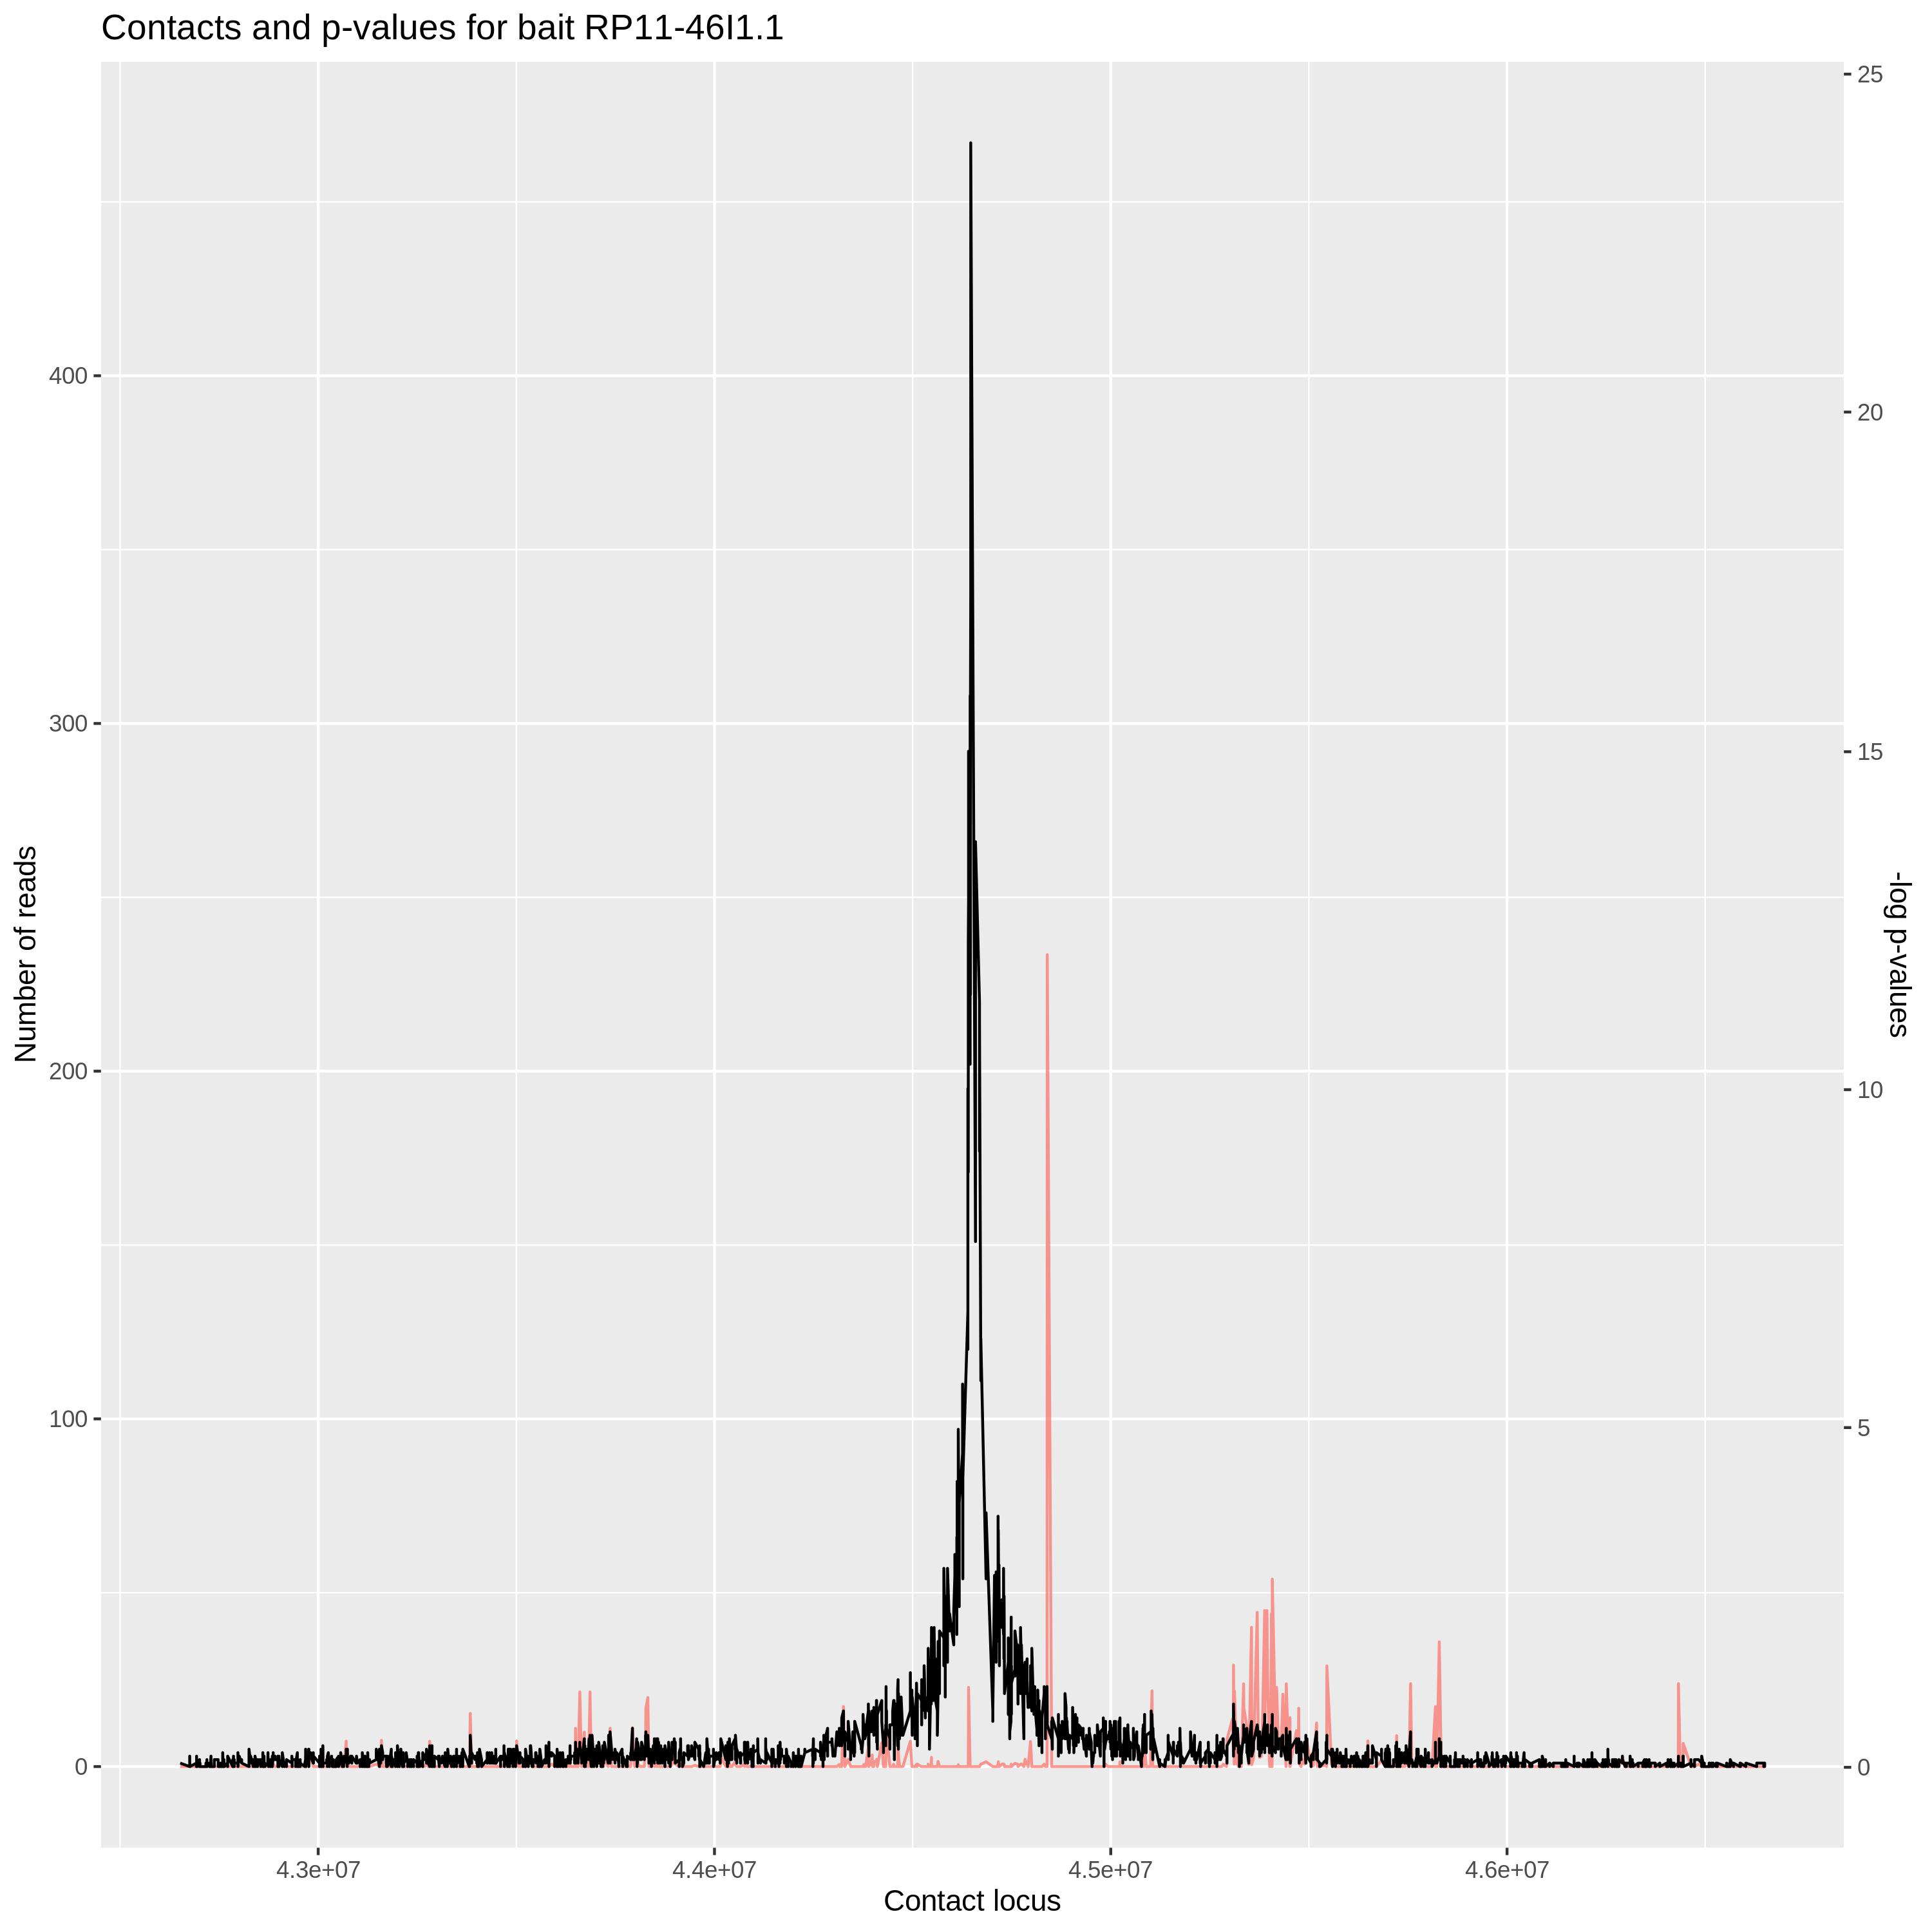 Contacts and p-values for bait RP11-46I1.1
Number of reads
400
300
200
100
0
25
20
15
10
5
0
-log p-values
4.3e+07 4.4e+07 4.5e+07 4.6e+07
Contact locus